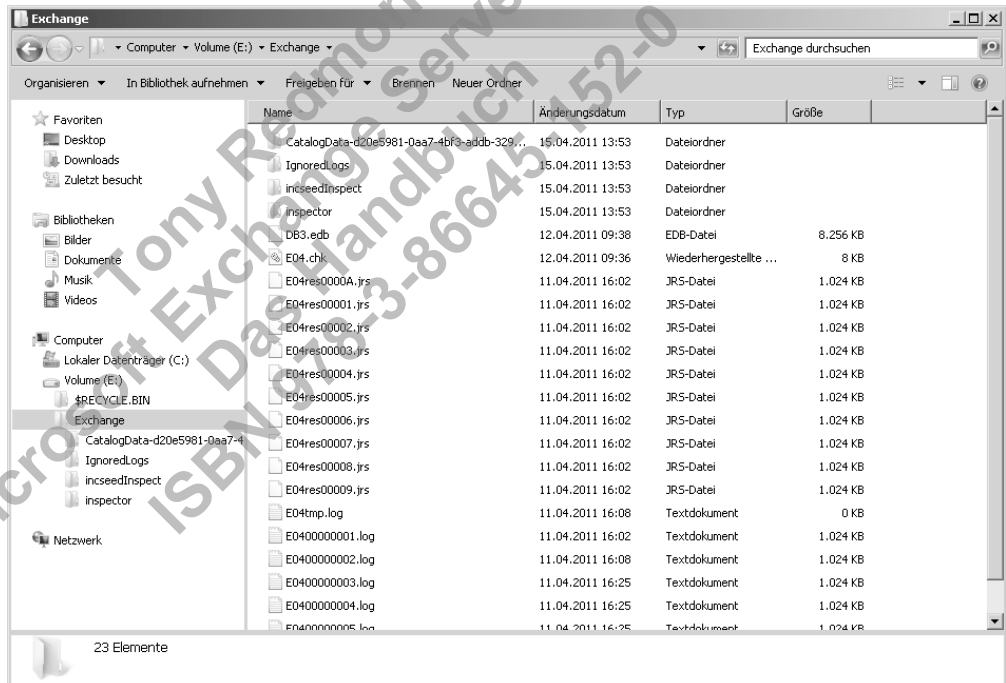 Exchange
Computer Volume (E:) Exchange
Exchange durchsuchen
Organisieren In Bibliothek aufnehmen Freigeben für Brennen Neuer Ordner
Favoriten
Desktop
Downloads
Zuletzt besucht
Bibliotheken
Bilder
Dokumente
Musik
Videos
Computer
Lokaler Datenträger (C:)
Volume (E:)
$RECYCLE.BIN
Exchange
CatalogData-d20e5981-0aa7-4
IgnoredLogs
incseedInspect
inspector
Netzwerk
Name Änderungsdatum Typ Größe
CatalogData-d20e5981-0aa7-4bf3-addb-329... 15.04.2011 13:53 Dateiordner
IgnoredLogs 15.04.2011 13:53 Dateiordner
incseedInspect 15.04.2011 13:53 Dateiordner
inspector 15.04.2011 13:53 Dateiordner
DB3.edb 12.04.2011 09:38 EDB-Datei 8.256 KB
E04.chk 12.04.2011 09:36 Wiederhergestellte ... 8 KB
E04res0000A.jrs 11.04.2011 16:02 JRS-Datei 1.024 KB
E04res00001.jrs 11.04.2011 16:02 JRS-Datei 1.024 KB
E04res00002.jrs 11.04.2011 16:02 JRS-Datei 1.024 KB
E04res00003.jrs 11.04.2011 16:02 JRS-Datei 1.024 KB
E04res00004.jrs 11.04.2011 16:02 JRS-Datei 1.024 KB
E04res00005.jrs 11.04.2011 16:02 JRS-Datei 1.024 KB
E04res00006.jrs 11.04.2011 16:02 JRS-Datei 1.024 KB
E04res00007.jrs 11.04.2011 16:02 JRS-Datei 1.024 KB
E04res00008.jrs 11.04.2011 16:02 JRS-Datei 1.024 KB
E04res00009.jrs 11.04.2011 16:02 JRS-Datei 1.024 KB
E04tmp.log 11.04.2011 16:08 Textdokument 0 KB
E0400000001.log 11.04.2011 16:02 Textdokument 1.024 KB
E0400000002.log 11.04.2011 16:08 Textdokument 1.024 KB
E0400000003.log 11.04.2011 16:25 Textdokument 1.024 KB
E0400000004.log 11.04.2011 16:25 Textdokument 1.024 KB
E0400000005.log 11.04.2011 16:25 Textdokument 1.024 KB
23 Elemente
Tony Redmon
crosoft Exchange Serve
Das Handbuch
ISBN 978-3-86645-152-0